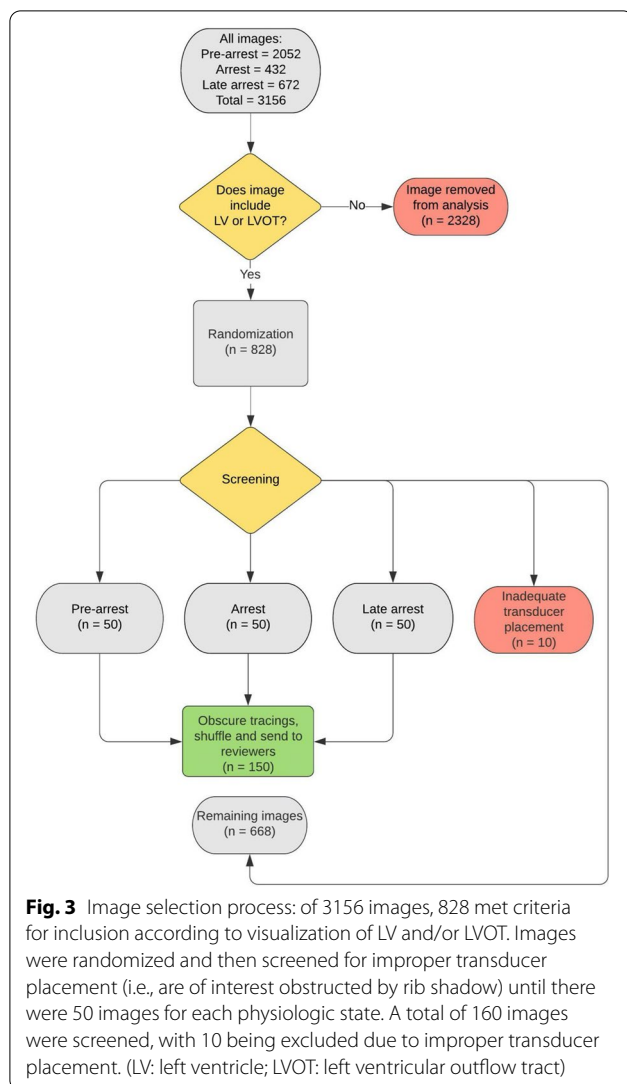 All images:
Pre-arrest = 2052
Arrest = 432
Late arrest = 672
Total = 3156
Does image
include
LV or LVOT?
No
Image removed
from analysis
(n = 2328)
Yes
Randomization
(n = 828)
Screening
Pre-arrest
(n = 50)
Arrest
(n = 50)
Late arrest
(n = 50)
Inadequate
transducer
placement
(n = 10)
Obscure tracings,
shuffle and send to
reviewers
(n = 150)
Remaining images
(n = 668)
Fig. 3 Image selection process: of 3156 images, 828 met criteria
for inclusion according to visualization of LV and/or LVOT. Images
were randomized and then screened for improper transducer
placement (i.e., are of interest obstructed by rib shadow) until there
were 50 images for each physiologic state. A total of 160 images
were screened, with 10 being excluded due to improper transducer
placement. (LV: left ventricle; LVOT: left ventricular outflow tract)